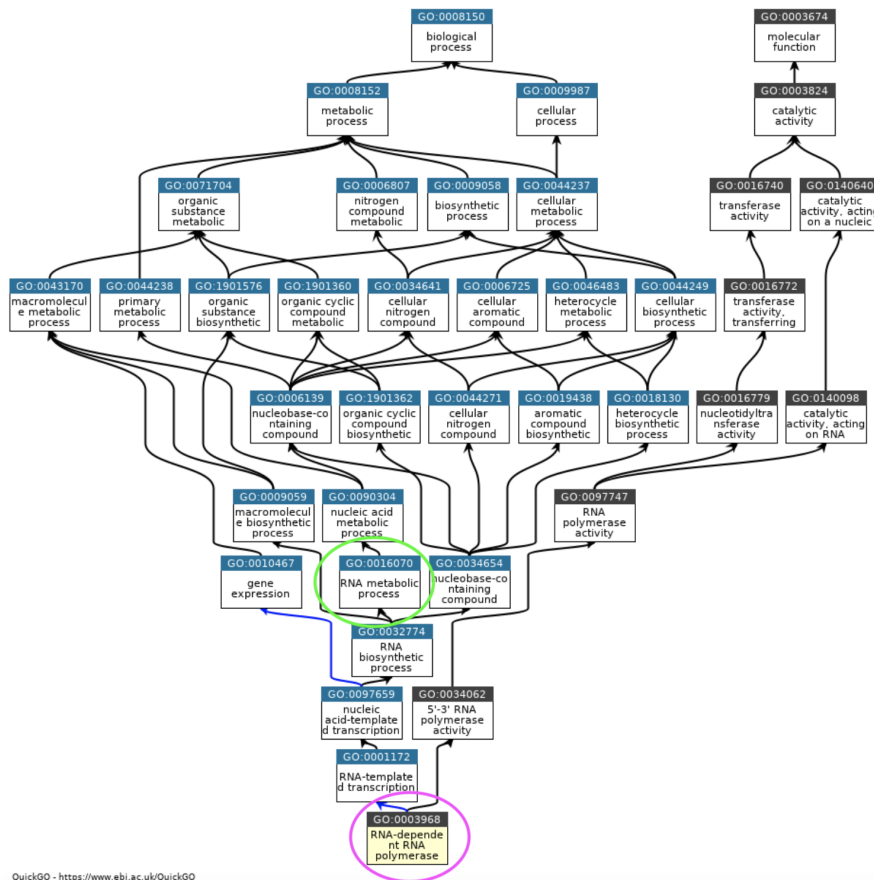 GO:0008150
biological
process
GO:0003674
molecular
function
GO:0008152
metabolic
process
GO:0009987
cellular
process
GO:0003824
catalytic
activity
GO:0071704
organic
substance
metabolic
GO:0006807
nitrogen
compound
metabolic
GO:0009058
biosynthetic
process
GO:0044237
cellular
metabolic
process
GO:0016740
transferase
activity
GO:0140640
catalytic
activity, acting
on a nucleic
GO:0043170
macromolecul
e metabolic
process
GO:0044238
primary
metabolic
process
GO:1901576
organic
substance
biosynthetic
GO:1901360
organic cyclic
compound
metabolic
GO:0034641
cellular
nitrogen
compound
GO:0006725
cellular
aromatic
compound
GO:0046483
heterocycle
metabolic
process
GO:0044249
cellular
biosynthetic
process
GO:0016772
transferase
activity,
transferring
GO:0006139
nucleobase-co
ntaining
compound
GO:1901362
organic cyclic
compound
biosynthetic
GO:0044271
cellular
nitrogen
compound
GO:0019438
aromatic
compound
biosynthetic
GO:0018130
heterocycle
biosynthetic
process
GO:0016779
nucleotidyltra
nsferase
activity
GO:0140098
catalytic
activity, acting
on RNA
GO:0009059
macromolecul
e biosynthetic
process
GO:0090304
nucleic acid
metabolic
process
GO:0097747
RNA
polymerase
activity
GO:0010467
gene
expression
GO:0016070
RNA metabolic
process
GO:0034654
nucleobase-co
ntaining
compound
GO:0032774
RNA
biosynthetic
process
GO:0097659
nucleic
acid-template
d transcription
GO:0034062
5'-3' RNA
polymerase
activity
GO:0001172
RNA-template
d transcription
GO:0003968
RNA-depende
nt RNA
polymerase
QuickGO - https://www.ebi.ac.uk/QuickGO